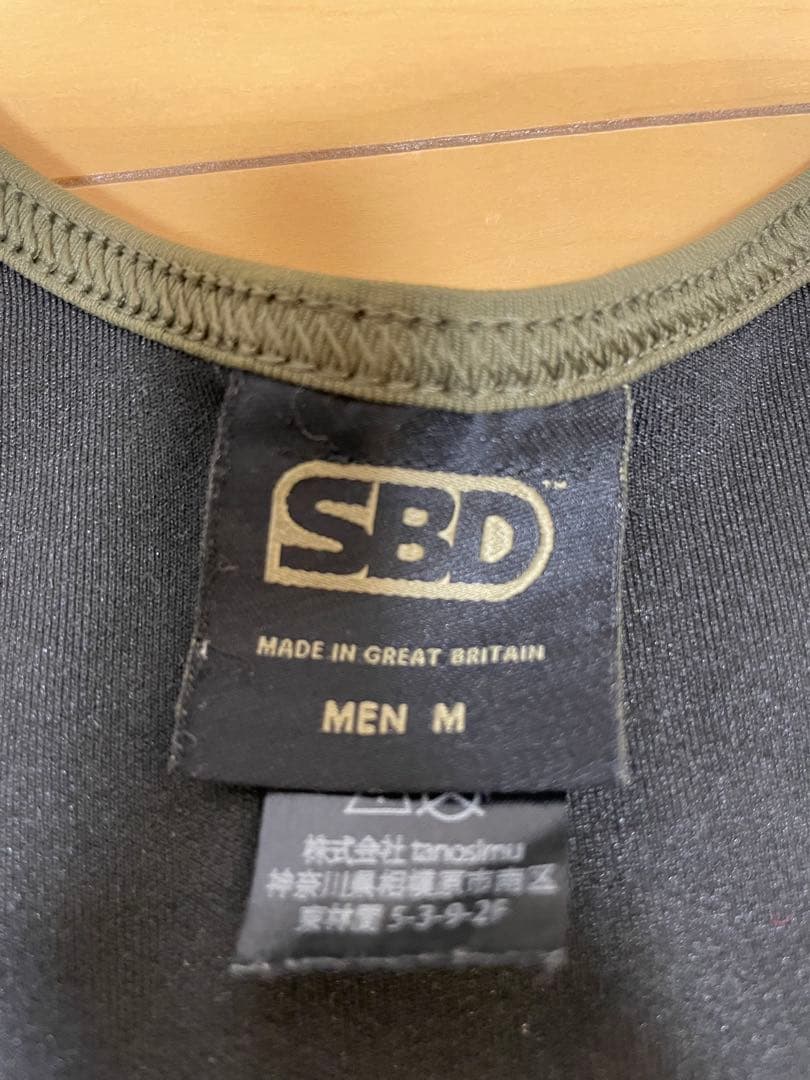 SBD™
MADE IN GREAT BRITAIN
MEN M
株式会社 tanosimu
神奈川県相模原市南区
東林間 5-3-9-2F